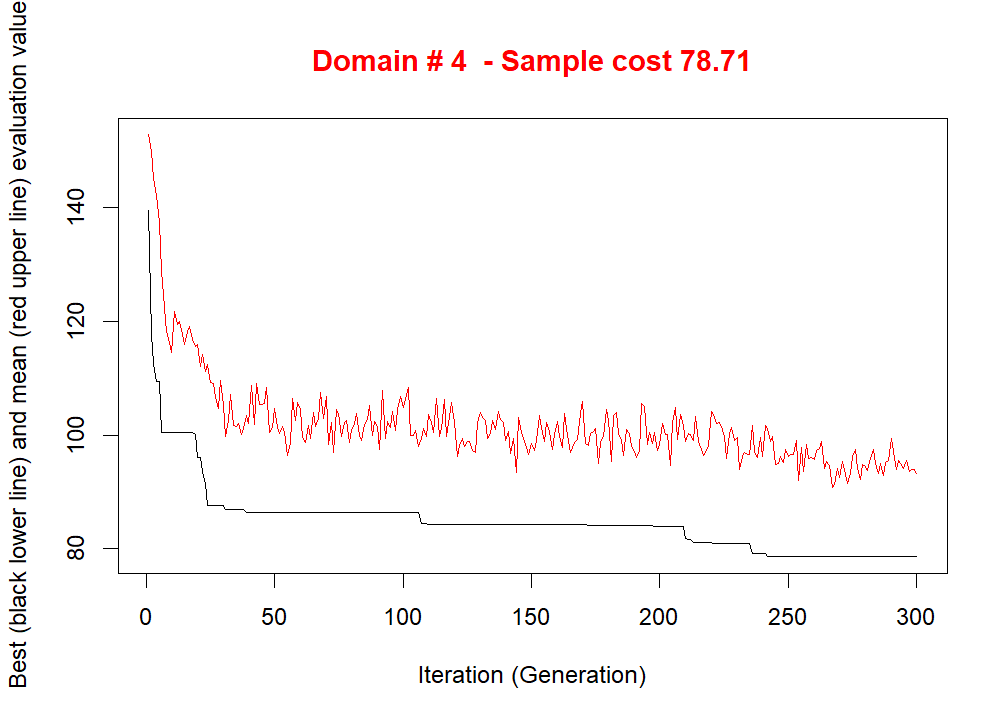 Domain # 4  - Sample cost 78.71
Best (black lower line) and mean (red upper line) evaluation value
140
120
100
80
0 50 100 150 200 250 300
Iteration (Generation)